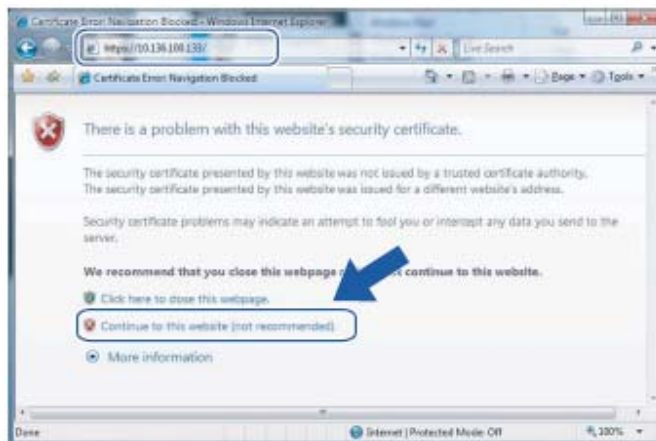 Certificate Error: Navigation Blocked - Windows Internet Explorer
https://10.136.108.133/
Live Search
Certificate Error: Navigation Blocked
Page
Tools
There is a problem with this website's security certificate.
The security certificate presented by this website was not issued by a trusted certificate authority.
The security certificate presented by this website was issued for a different website's address.
Security certificate problems may indicate an attempt to fool you or intercept any data you send to the
server.
We recommend that you close this webpage continue to this website.
Click here to close this webpage.
Continue to this website (not recommended).
More information
Done
Internet | Protected Mode: Off
100%